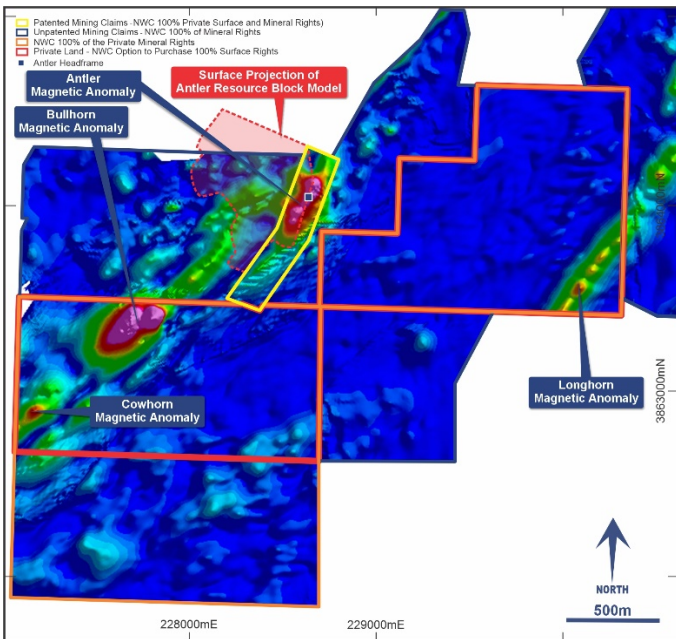 Patented Mining Claims -NWC 100% Private Surface and Mineral Rights)
Unpatented Mining Claims - NWC 100% of Mineral Rights)
NWC 100% of the Private Mineral Rights
Private Land - NWC Option to Purchase 100% Surface Rights
Antler Headframe
Antler
Magnetic Anomaly
Surface Projection of
Antler Resource Block Model
Bullhorn
Magnetic Anomaly
Cowhorn
Magnetic Anomaly
Longhorn
Magnetic Anomaly
3863000mN
NORTH
500m
228000mE
229000mE